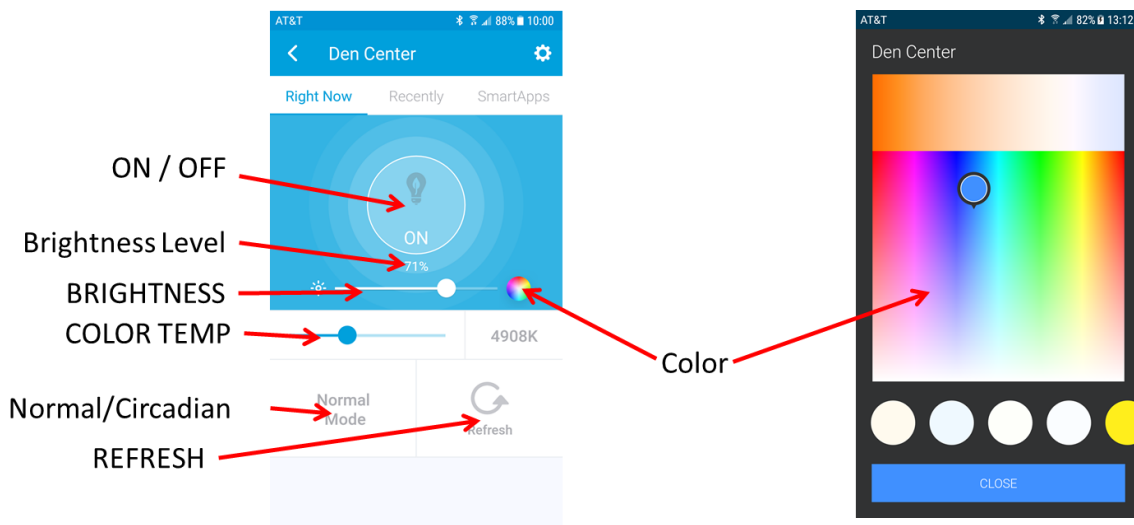 AT&T 88% 10:00
Den Center
Right Now Recently SmartApps
ON / OFF
ON
Brightness Level
71%
BRIGHTNESS
COLOR TEMP
4908K
Normal/Circadian
Normal
Mode
Refresh
REFRESH
Color
AT&T 82% 13:12
Den Center
CLOSE